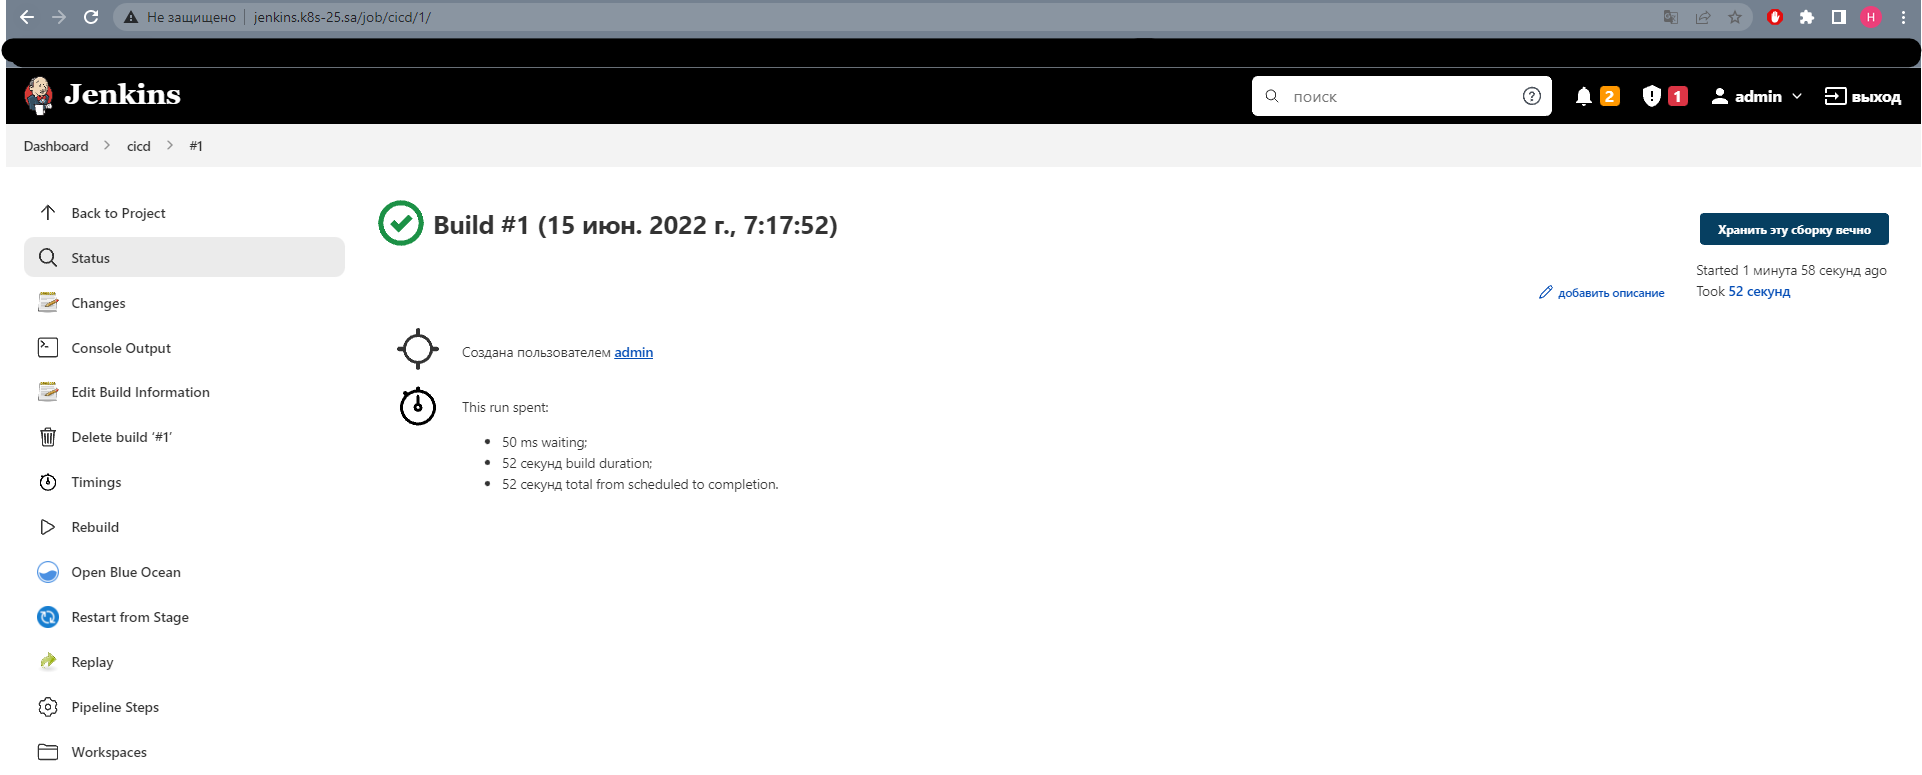 Не защищено jenkins.k8s-25.sa/job/cicd/1/
H
Jenkins
поиск
2
1
admin
выход
Dashboard cicd #1
Back to Project
Status
Changes
Console Output
Edit Build Information
Delete build ‘#1’
Timings
Rebuild
Open Blue Ocean
Restart from Stage
Replay
Pipeline Steps
Workspaces
Build #1 (15 июн. 2022 г., 7:17:52)
Хранить эту сборку вечно
Started 1 минута 58 секунд ago
Took 52 секунд
добавить описание
Создана пользователем admin
This run spent:
50 ms waiting;
52 секунд build duration;
52 секунд total from scheduled to completion.